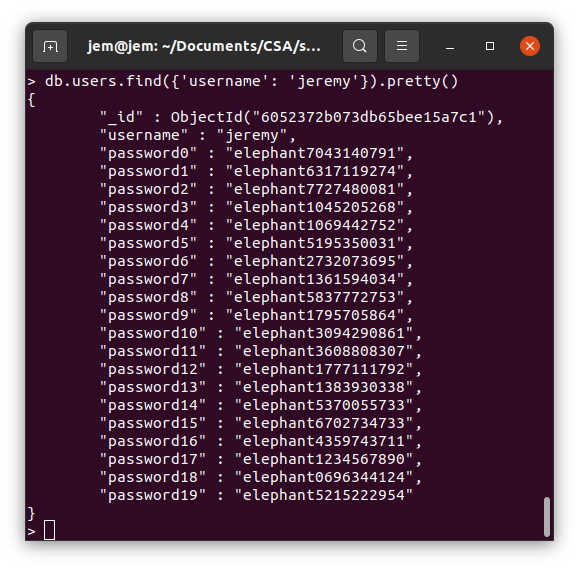 jem@jem: ~/Documents/CSA/s...
> db.users.find({'username': 'jeremy'}).pretty()
{
"_id" : ObjectId("6052372b073db65bee15a7c1"),
"username" : "jeremy",
"password0" : "elephant7043140791",
"password1" : "elephant6317119274",
"password2" : "elephant7727480081",
"password3" : "elephant1045205268",
"password4" : "elephant1069442752",
"password5" : "elephant5195350031",
"password6" : "elephant2732073695",
"password7" : "elephant1361594034",
"password8" : "elephant5837772753",
"password9" : "elephant1795705864",
"password10" : "elephant3094290861",
"password11" : "elephant3608808307",
"password12" : "elephant1777111792",
"password13" : "elephant1383930338",
"password14" : "elephant5370055733",
"password15" : "elephant6702734733",
"password16" : "elephant4359743711",
"password17" : "elephant1234567890",
"password18" : "elephant0696344124",
"password19" : "elephant5215222954"
}
>